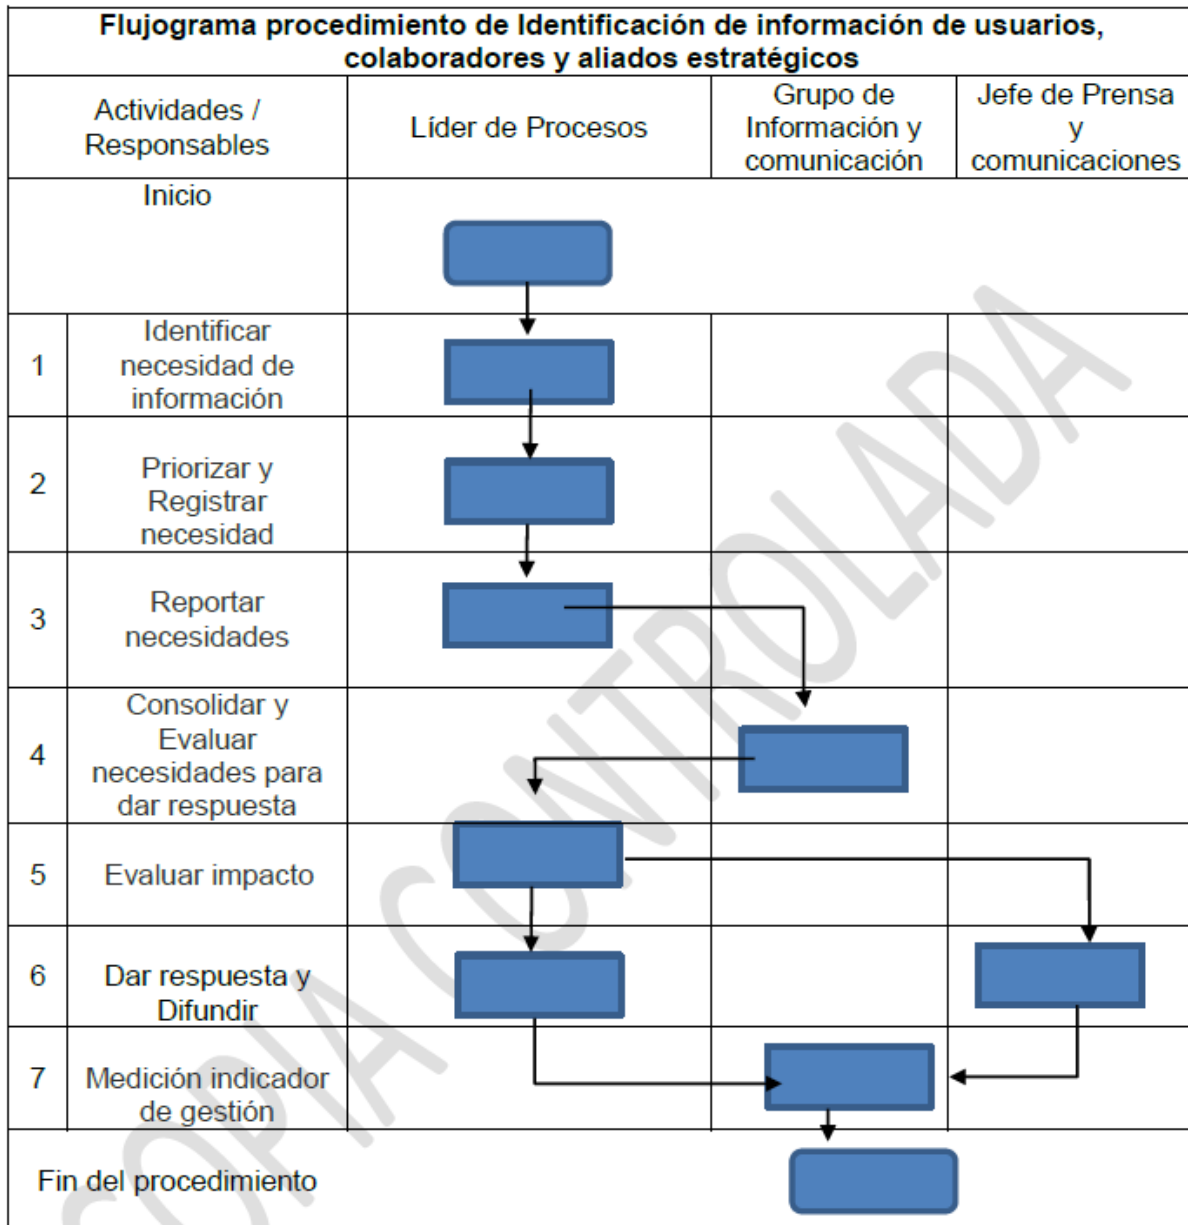 Flujograma procedimiento de Identificación de información de usuarios,
colaboradores y aliados estratégicos
Actividades /
Responsables
Líder de Procesos
Grupo de
Información y
comunicación
Jefe de Prensa
y
comunicaciones
Inicio
1
Identificar
necesidad de
información
2
Priorizar y
Registrar
necesidad
3
Reportar
necesidades
4
Consolidar y
Evaluar
necesidades para
dar respuesta
5
Evaluar impacto
6
Dar respuesta y
Difundir
7
Medición indicador
de gestión
Fin del procedimiento
COPIA CONTROLADA